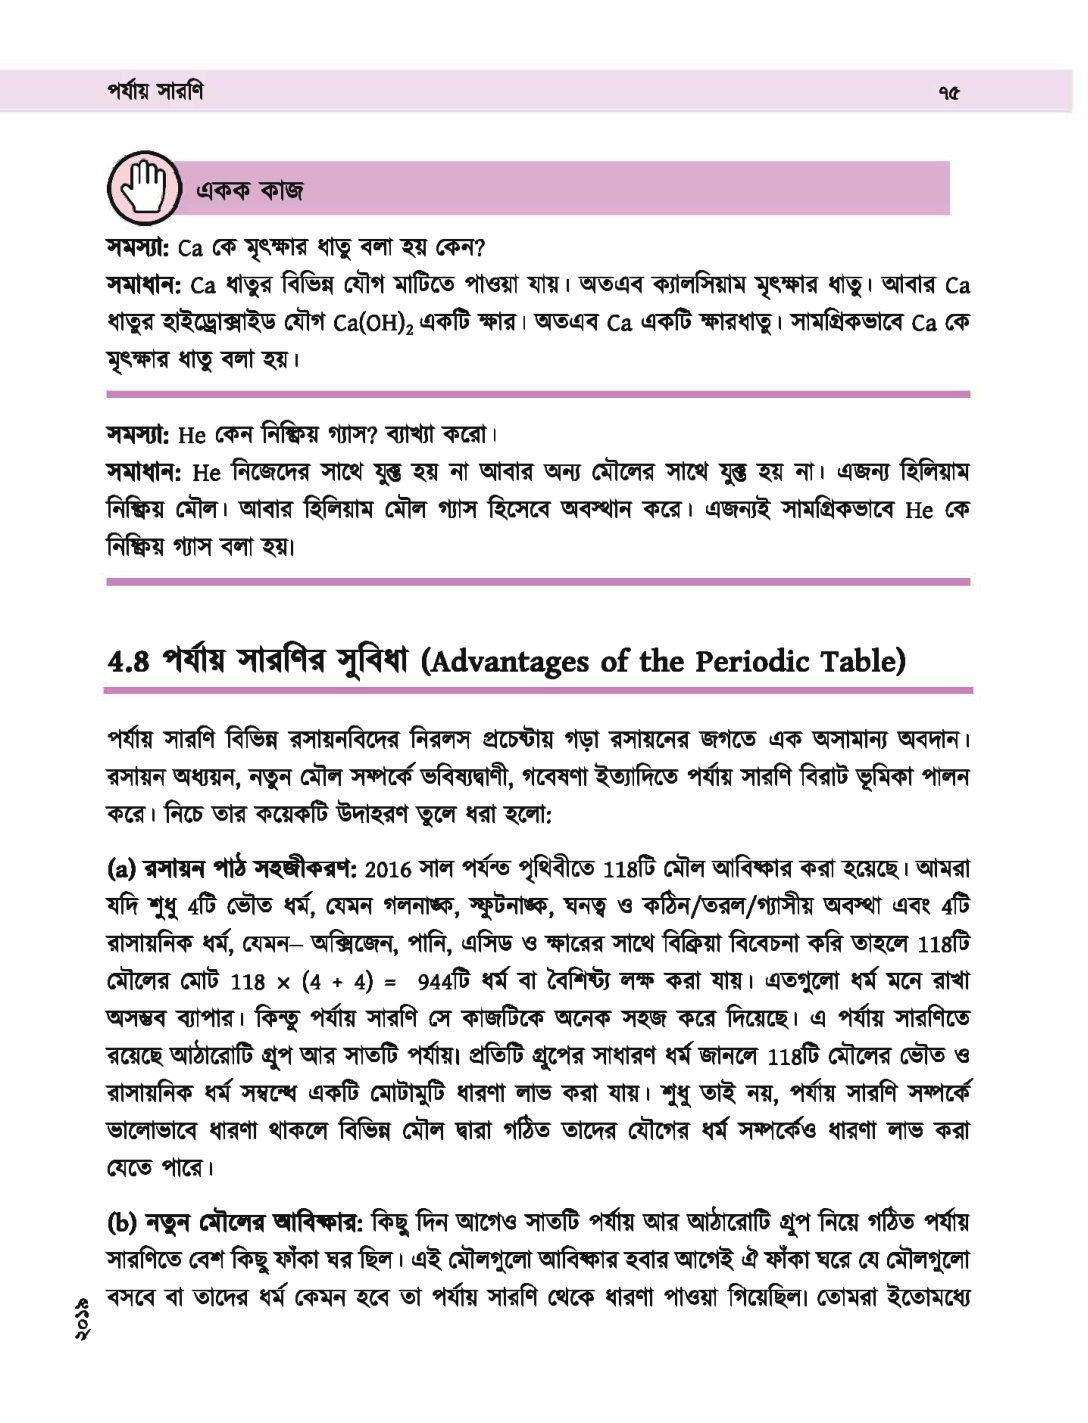 পর্যায় সারণি ৭৫
একক কাজ
সমস্যা: Ca কে মৃৎক্ষার ধাতু বলা হয় কেন?
সমাধান: Ca ধাতুর বিভিন্ন যৌগ মাটিতে পাওয়া যায়। অতএব ক্যালসিয়াম মৃৎক্ষার ধাতু। আবার Ca
ধাতুর হাইড্রোক্সাইড যৌগ Ca(OH)₂ একটি ক্ষার। অতএব Ca একটি ক্ষারধাতু। সামগ্রিকভাবে Ca কে
মৃৎক্ষার ধাতু বলা হয়।
সমস্যা: He কেন নিষ্ক্রিয় গ্যাস? ব্যাখ্যা করো।
সমাধান: He নিজেদের সাথে যুক্ত হয় না আবার অন্য মৌলের সাথে যুক্ত হয় না। এজন্য হিলিয়াম
নিষ্ক্রিয় মৌল। আবার হিলিয়াম মৌল গ্যাস হিসেবে অবস্থান করে। এজন্যই সামগ্রিকভাবে He কে
নিষ্ক্রিয় গ্যাস বলা হয়।
4.8 পর্যায় সারণির সুবিধা (Advantages of the Periodic Table)
পর্যায় সারণি বিভিন্ন রসায়নবিদের নিরলস প্রচেষ্টায় গড়া রসায়নের জগতে এক অসামান্য অবদান।
রসায়ন অধ্যয়ন, নতুন মৌল সম্পর্কে ভবিষ্যদ্বাণী, গবেষণা ইত্যাদিতে পর্যায় সারণি বিরাট ভূমিকা পালন
করে। নিচে তার কয়েকটি উদাহরণ তুলে ধরা হলো:
(a) রসায়ন পাঠ সহজীকরণ: 2016 সাল পর্যন্ত পৃথিবীতে 118টি মৌল আবিষ্কার করা হয়েছে। আমরা
যদি শুধু 4টি ভৌত ধর্ম, যেমন গলনাঙ্ক, স্ফুটনাঙ্ক, ঘনত্ব ও কঠিন/তরল/গ্যাসীয় অবস্থা এবং 4টি
রাসায়নিক ধর্ম, যেমন– অক্সিজেন, পানি, এসিড ও ক্ষারের সাথে বিক্রিয়া বিবেচনা করি তাহলে 118টি
মৌলের মোট 118 × (4 + 4) = 944টি ধর্ম বা বৈশিষ্ট্য লক্ষ করা যায়। এতগুলো ধর্ম মনে রাখা
অসম্ভব ব্যাপার। কিন্তু পর্যায় সারণি সে কাজটিকে অনেক সহজ করে দিয়েছে। এ পর্যায় সারণিতে
রয়েছে আঠারোটি গ্রুপ আর সাতটি পর্যায়। প্রতিটি গ্রুপের সাধারণ ধর্ম জানলে 118টি মৌলের ভৌত ও
রাসায়নিক ধর্ম সম্বন্ধে একটি মোটামুটি ধারণা লাভ করা যায়। শুধু তাই নয়, পর্যায় সারণি সম্পর্কে
ভালোভাবে ধারণা থাকলে বিভিন্ন মৌল দ্বারা গঠিত তাদের যৌগের ধর্ম সম্পর্কেও ধারণা লাভ করা
যেতে পারে।
(b) নতুন মৌলের আবিষ্কার: কিছু দিন আগেও সাতটি পর্যায় আর আঠারোটি গ্রুপ নিয়ে গঠিত পর্যায়
সারণিতে বেশ কিছু ফাঁকা ঘর ছিল। এই মৌলগুলো আবিষ্কার হবার আগেই ঐ ফাঁকা ঘরে যে মৌলগুলো
বসবে বা তাদের ধর্ম কেমন হবে তা পর্যায় সারণি থেকে ধারণা পাওয়া গিয়েছিল। তোমরা ইতোমধ্যে
২০১৯